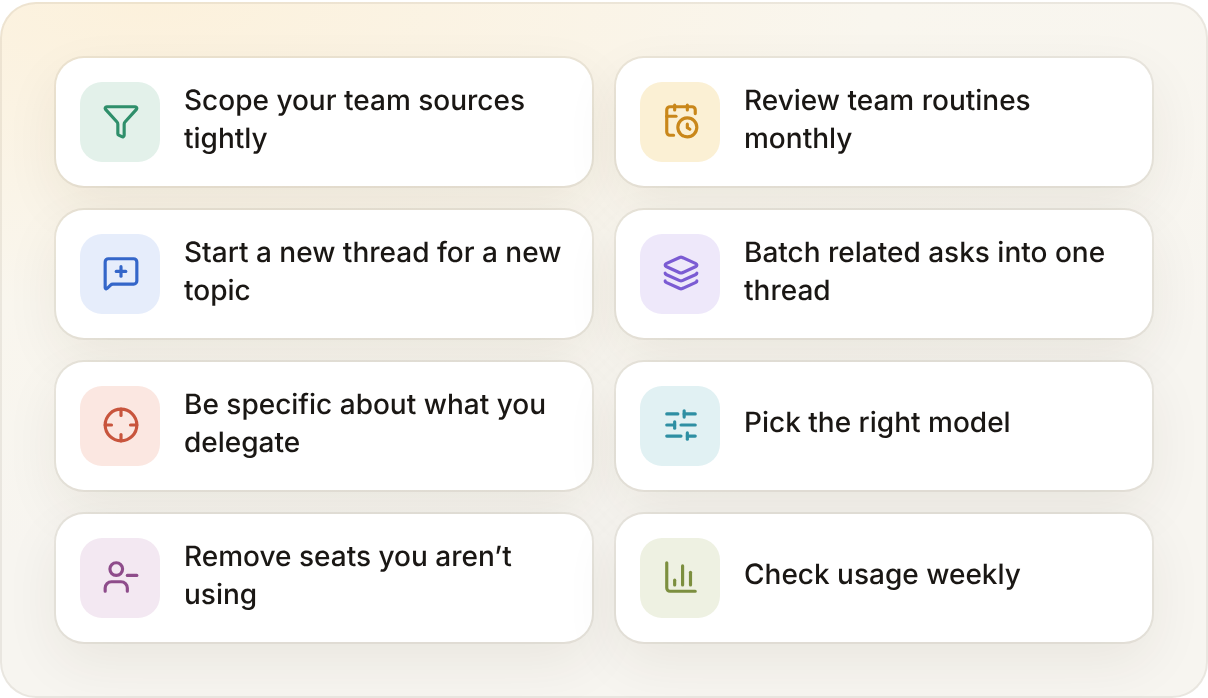 Scope your team sources
tightly
Review team routines
monthly
Start a new thread for a new
topic
Batch related asks into one
thread
Be specific about what you
delegate
Pick the right model
Remove seats you aren’t
using
Check usage weekly